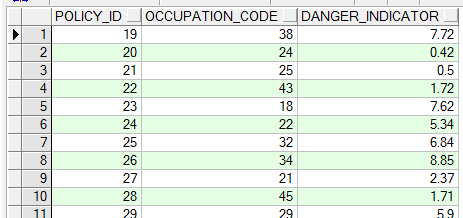 POLICY_ID OCCUPATION_CODE DANGER_INDICATOR
1 19 38 7.72
2 20 24 0.42
3 21 25 0.5
4 22 43 1.72
5 23 18 7.62
6 24 22 5.34
7 25 32 6.84
8 26 34 8.85
9 27 21 2.37
10 28 45 1.71
11 29 29 5.9